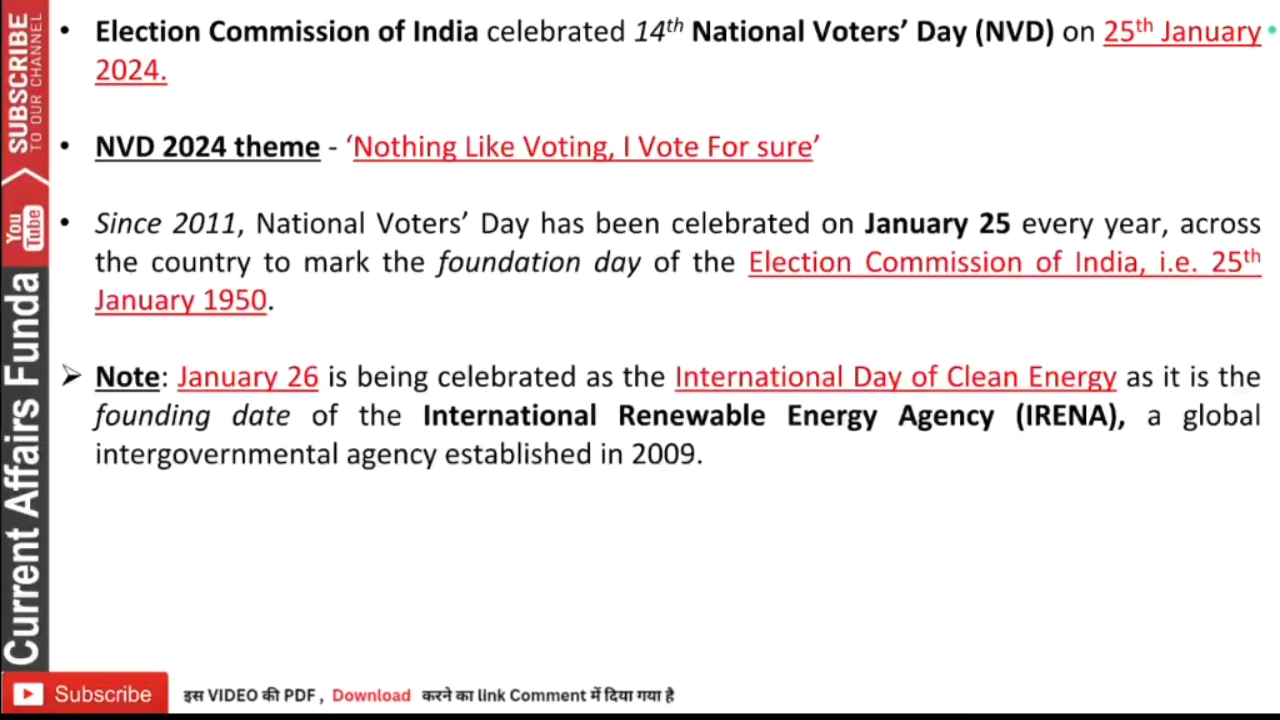 • Election Commission of India celebrated 14th National Voters’ Day (NVD) on 25th January
2024.
• NVD 2024 theme - ‘Nothing Like Voting, I Vote For sure’
• Since 2011, National Voters’ Day has been celebrated on January 25 every year, across
the country to mark the foundation day of the Election Commission of India, i.e. 25th
January 1950.
➢ Note: January 26 is being celebrated as the International Day of Clean Energy as it is the
founding date of the International Renewable Energy Agency (IRENA), a global
intergovernmental agency established in 2009.
SUBSCRIBE
TO OUR CHANNEL
You
Tube
Current Affairs Funda
Subscribe
इस VIDEO की PDF , Download करने का link Comment में दिया गया है